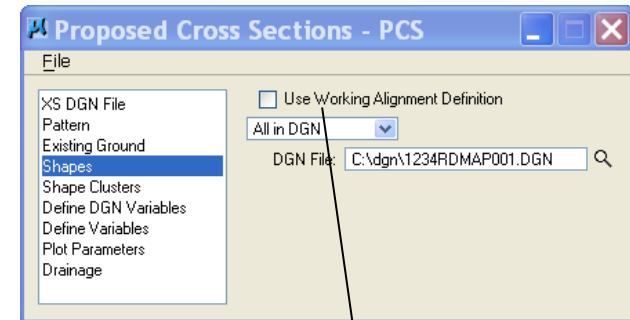 Proposed Cross Sections - PCS
File
XS DGN File
Pattern
Existing Ground
Shapes
Shape Clusters
Define DGN Variables
Define Variables
Plot Parameters
Drainage
Use Working Alignment Definition
All in DGN
DGN File: C:\dgn\1234RDMAP001.DGN